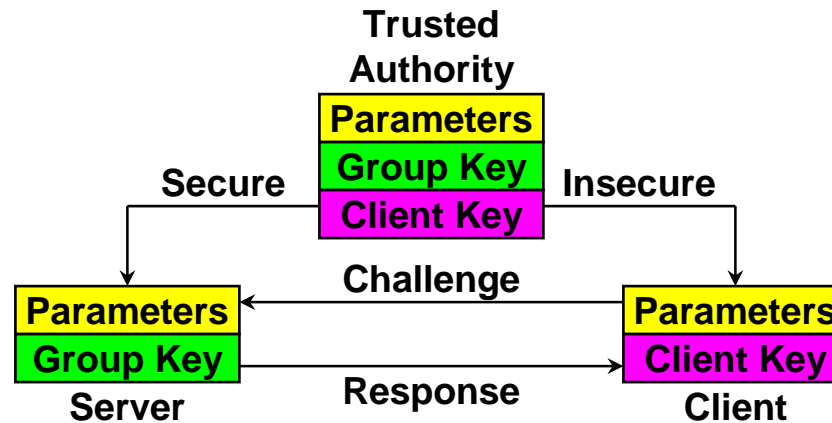 Trusted
Authority
Parameters
Group Key
Client Key
Secure
Insecure
Challenge
Parameters
Group Key
Server
Response
Parameters
Client Key
Client